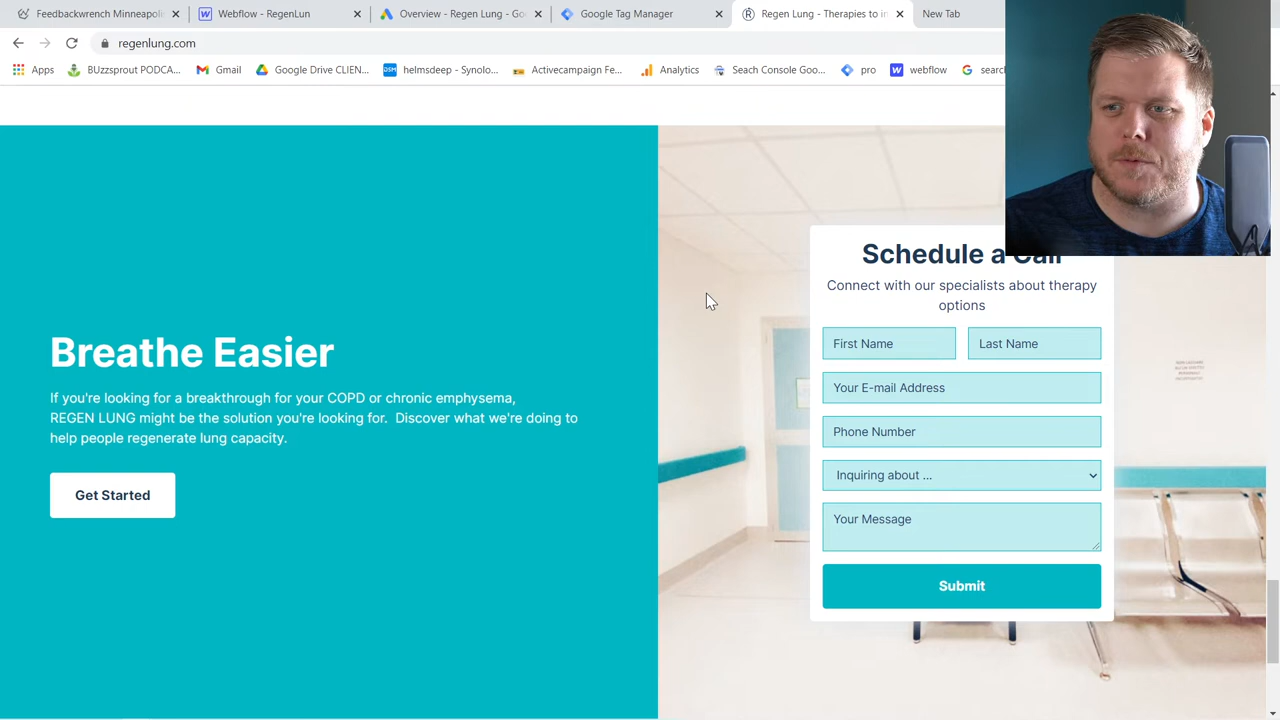 Feedbackwrench Minneapolis
Webflow - RegenLun
Overview - Regen Lung - Go
Google Tag Manager
Regen Lung - Therapies to in
New Tab
regenlung.com
Apps
BUzzsprout PODCA...
Gmail
Google Drive CLIEN...
helmsdeep - Synolo...
Activecampaign Fe...
Analytics
Seach Console Goo...
pro
webflow
searc
Breathe Easier
If you're looking for a breakthrough for your COPD or chronic emphysema,
REGEN LUNG might be the solution you're looking for. Discover what we're doing to
help people regenerate lung capacity.
Get Started
Schedule a Call
Connect with our specialists about therapy
options
First Name
Last Name
Your E-mail Address
Phone Number
Inquiring about ...
Your Message
Submit